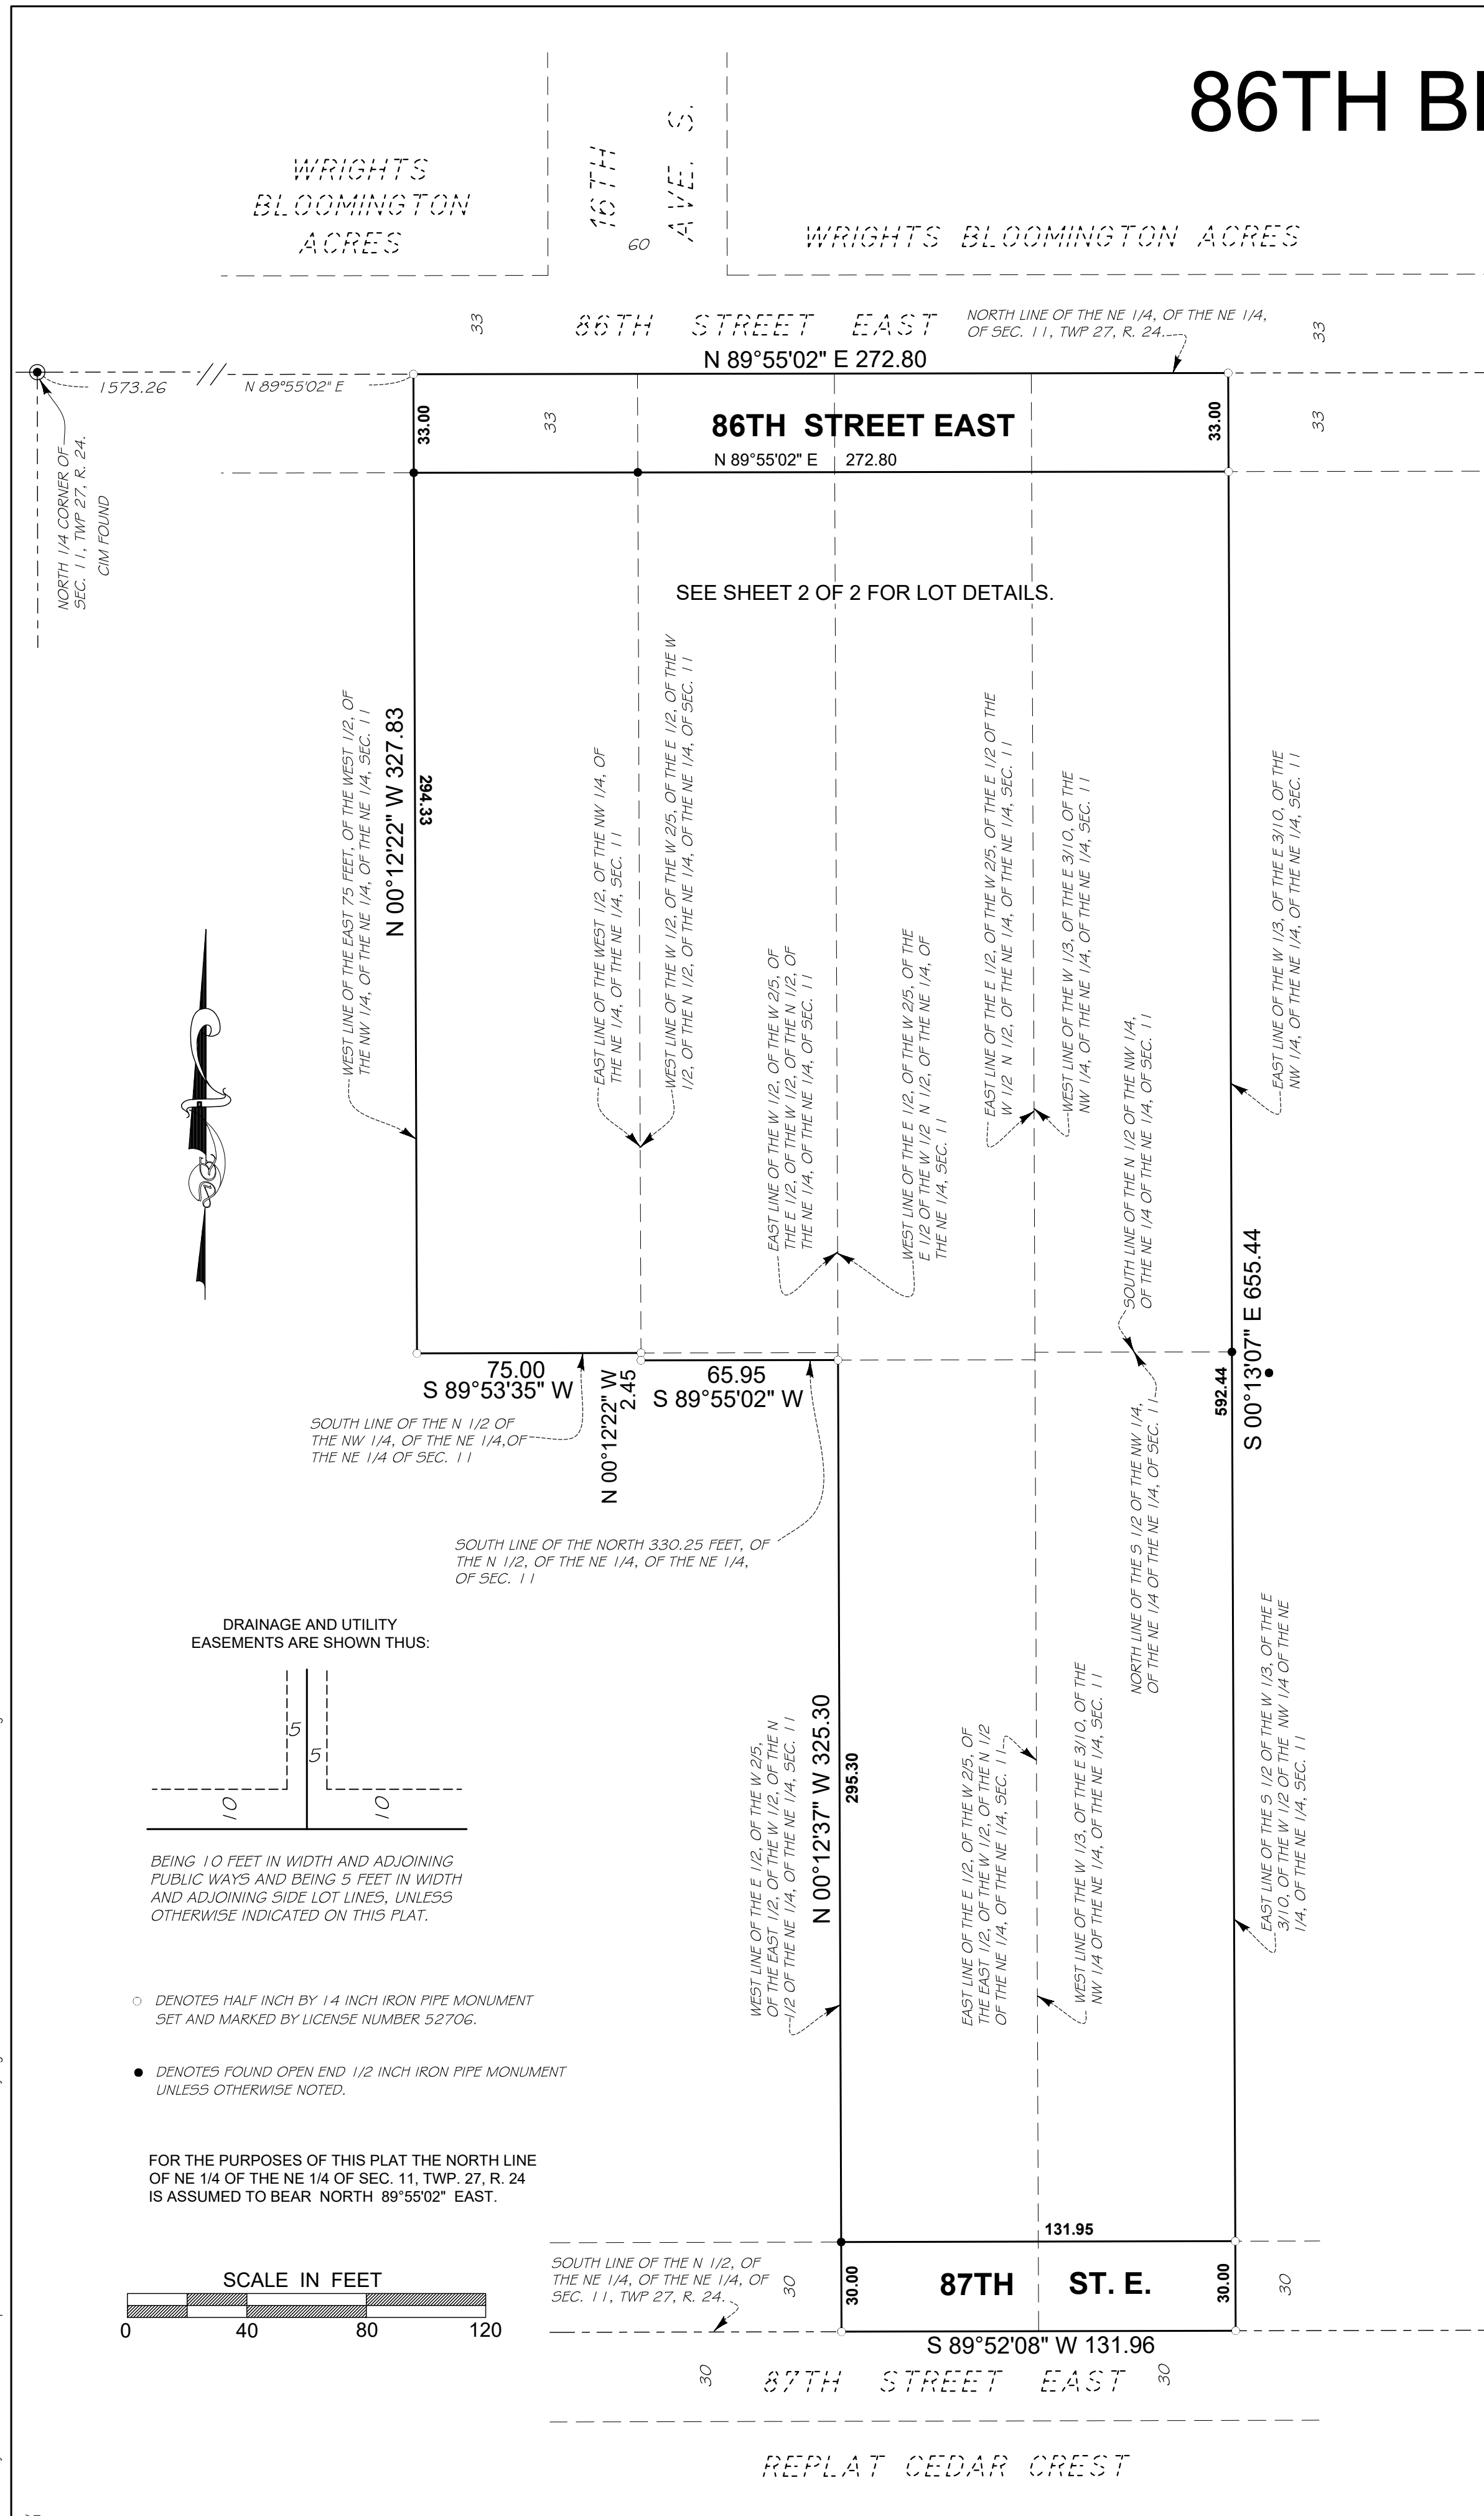 86TH
WRIGHTS
BLOOMINGTON
ACRES
16TH
AVE. S.
60
WRIGHTS BLOOMINGTON ACRES
33
86TH STREET EAST
NORTH LINE OF THE NE 1/4, OF THE NE 1/4,
OF SEC. 11, TWP 27, R. 24.
33
N 89°55'02" E 272.80
1573.26
N 89°55'02" E
33.00
33
86TH STREET EAST
33.00
33
N 89°55'02" E 272.80
NORTH 1/4 CORNER OF
SEC. 11, TWP 27, R. 24.
CIM FOUND
SEE SHEET 2 OF 2 FOR LOT DETAILS.
WEST LINE OF THE EAST 75 FEET, OF THE WEST 1/2, OF
THE NW 1/4, OF THE NE 1/4, OF THE NE 1/4, SEC. 11
N 00°12'22" W 327.83
294.33
EAST LINE OF THE WEST 1/2, OF THE NW 1/4, OF
THE NE 1/4, OF THE NE 1/4, SEC. 11
WEST LINE OF THE W 1/2, OF THE W 2/5, OF THE E 1/2, OF THE W
1/2, OF THE N 1/2, OF THE NE 1/4, OF THE NE 1/4, OF SEC. 11
EAST LINE OF THE W 1/2, OF THE W 2/5, OF
THE E 1/2, OF THE W 1/2, OF THE N 1/2, OF
THE NE 1/4, OF THE NE 1/4, OF SEC. 11
WEST LINE OF THE E 1/2, OF THE W 2/5, OF THE
E 1/2 OF THE W 1/2 N 1/2, OF THE NE 1/4, OF
THE NE 1/4, SEC. 11
EAST LINE OF THE E 1/2, OF THE W 2/5, OF THE E 1/2 OF THE
W 1/2 N 1/2, OF THE NE 1/4, OF THE NE 1/4, SEC. 11
WEST LINE OF THE W 1/3, OF THE E 3/10, OF THE
NW 1/4, OF THE NE 1/4, OF THE NE 1/4, SEC. 11
SOUTH LINE OF THE N 1/2 OF THE NW 1/4,
OF THE NE 1/4 OF THE NE 1/4, OF SEC. 11
EAST LINE OF THE W 1/3, OF THE E 3/10, OF THE
NW 1/4, OF THE NE 1/4, OF THE NE 1/4, SEC. 11
S 00°13'07" E 655.44
592.44
75.00
S 89°53'35" W
N 00°12'22" W
2.45
65.95
S 89°55'02" W
SOUTH LINE OF THE N 1/2 OF
THE NW 1/4, OF THE NE 1/4,OF
THE NE 1/4 OF SEC. 11
NORTH LINE OF THE S 1/2 OF THE NW 1/4,
OF THE NE 1/4 OF THE NE 1/4, OF SEC. 11
SOUTH LINE OF THE NORTH 330.25 FEET, OF
THE N 1/2, OF THE NE 1/4, OF THE NE 1/4,
OF SEC. 11
DRAINAGE AND UTILITY
EASEMENTS ARE SHOWN THUS:
5
5
10
10
BEING 10 FEET IN WIDTH AND ADJOINING
PUBLIC WAYS AND BEING 5 FEET IN WIDTH
AND ADJOINING SIDE LOT LINES, UNLESS
OTHERWISE INDICATED ON THIS PLAT.
WEST LINE OF THE E 1/2, OF THE W 2/5,
OF THE EAST 1/2, OF THE W 1/2, OF THE N
1/2 OF THE NE 1/4, OF THE NE 1/4, SEC. 11
N 00°12'37" W 325.30
295.30
EAST LINE OF THE E 1/2, OF THE W 2/5, OF
THE EAST 1/2, OF THE W 1/2, OF THE N 1/2
OF THE NE 1/4, OF THE NE 1/4, SEC. 11
WEST LINE OF THE W 1/3, OF THE E 3/10, OF THE
NW 1/4 OF THE NE 1/4, OF THE NE 1/4, SEC. 11
EAST LINE OF THE S 1/2 OF THE W 1/3, OF THE E
3/10, OF THE W 1/2 OF THE NW 1/4 OF THE NE
1/4, OF THE NE 1/4, SEC. 11
DENOTES HALF INCH BY 14 INCH IRON PIPE MONUMENT
SET AND MARKED BY LICENSE NUMBER 52706.
DENOTES FOUND OPEN END 1/2 INCH IRON PIPE MONUMENT
UNLESS OTHERWISE NOTED.
FOR THE PURPOSES OF THIS PLAT THE NORTH LINE
OF NE 1/4 OF THE NE 1/4 OF SEC. 11, TWP. 27, R. 24
IS ASSUMED TO BEAR NORTH 89°55'02" EAST.
SCALE IN FEET
0 40 80 120
131.95
SOUTH LINE OF THE N 1/2, OF
THE NE 1/4, OF THE NE 1/4, OF
SEC. 11, TWP 27, R. 24.
30
30.00
87TH ST. E.
30.00
30
S 89°52'08" W 131.96
30
87TH STREET EAST
30
REPLAT CEDAR CREST